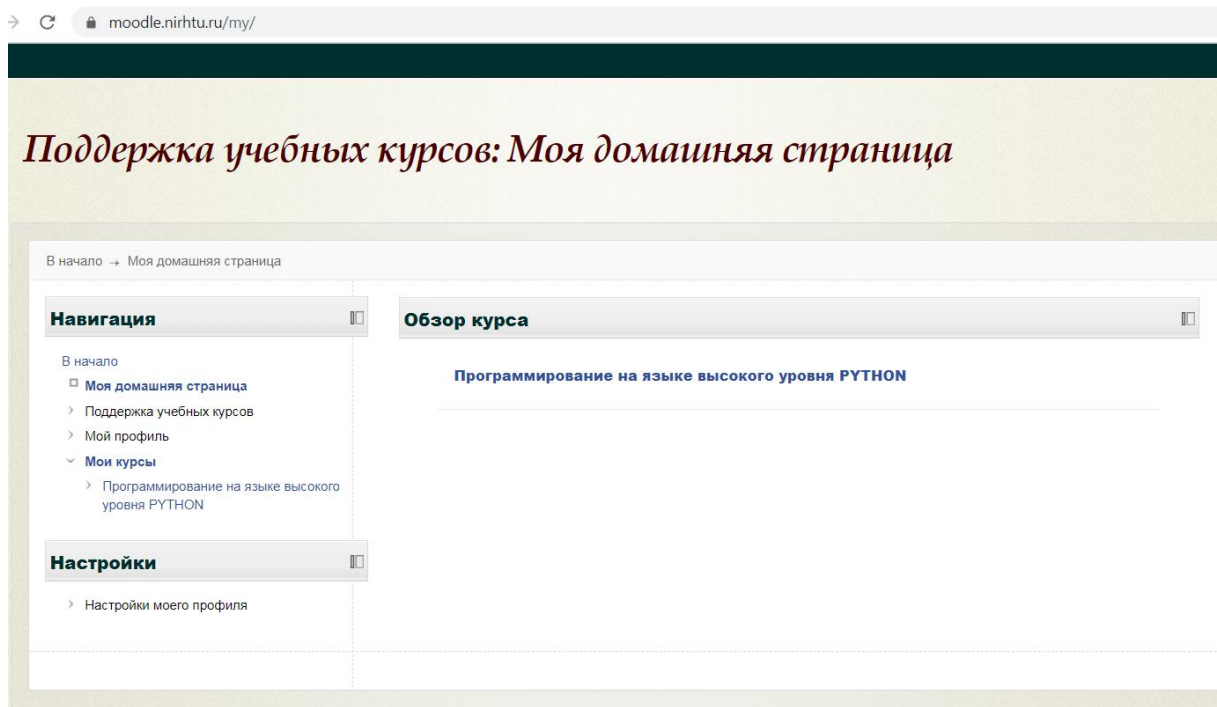 moodle.nirhtu.ru/my/
Поддержка учебных курсов: Моя домашняя страница
В начало → Моя домашняя страница
Навигация
В начало
Моя домашняя страница
Поддержка учебных курсов
Мой профиль
Мои курсы
Программирование на языке высокого
уровня PYTHON
Настройки
Настройки моего профиля
Обзор курса
Программирование на языке высокого уровня PYTHON